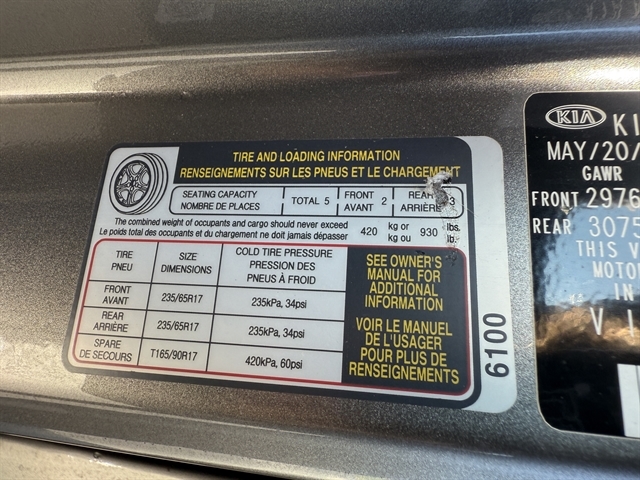 TIRE AND LOADING INFORMATION
RENSEIGNEMENTS SUR LES PNEUS ET LE CHARGEMENT
SEATING CAPACITY
NOMBRE DE PLACES
TOTAL 5
FRONT
AVANT 2
REAR
ARRIÈRE 3
The combined weight of occupants and cargo should never exceed
Le poids total des occupants et du chargement ne doit jamais dépasser
420 kg or
kg ou
930 lbs.
lb.
TIRE
PNEU
SIZE
DIMENSIONS
COLD TIRE PRESSURE
PRESSION DES
PNEUS À FROID
FRONT
AVANT
235/65R17
235kPa, 34psi
REAR
ARRIÈRE
235/65R17
235kPa, 34psi
SPARE
DE SECOURS
T165/90R17
420kPa, 60psi
SEE OWNER'S
MANUAL FOR
ADDITIONAL
INFORMATION
VOIR LE MANUEL
DE L'USAGER
POUR PLUS DE
RENSEIGNEMENTS
6100
KIA
KI
MAY/20/
GAWR
FRONT 2976
REAR 3075
THIS V
MOTO
IN
VI